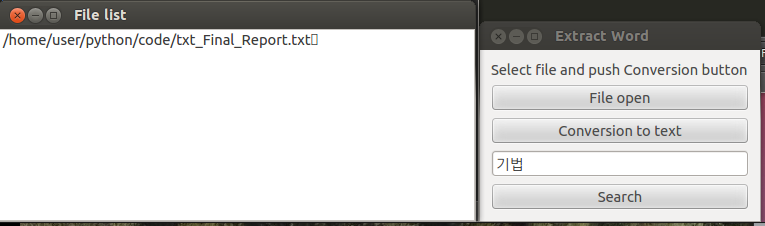 File list
/home/user/python/code/txt_Final_Report.txt
Extract Word
Select file and push Conversion button
File open
Conversion to text
기법
Search